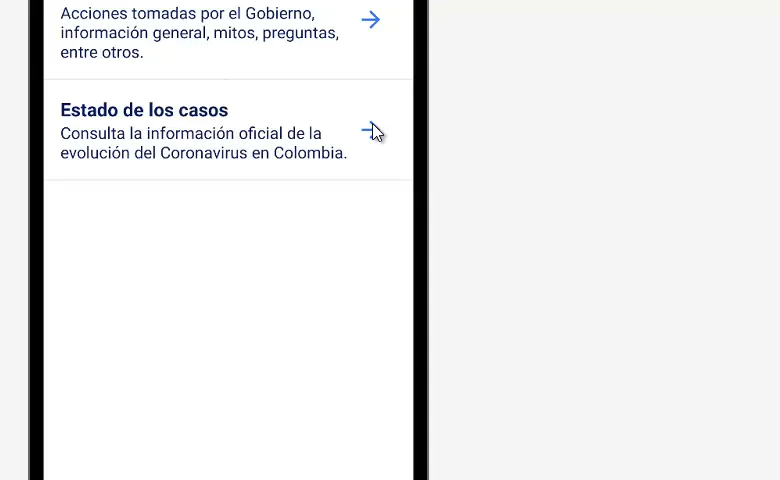 Acciones tomadas por el Gobierno,
información general, mitos, preguntas,
entre otros.
Estado de los casos
Consulta la información oficial de la
evolución del Coronavirus en Colombia.